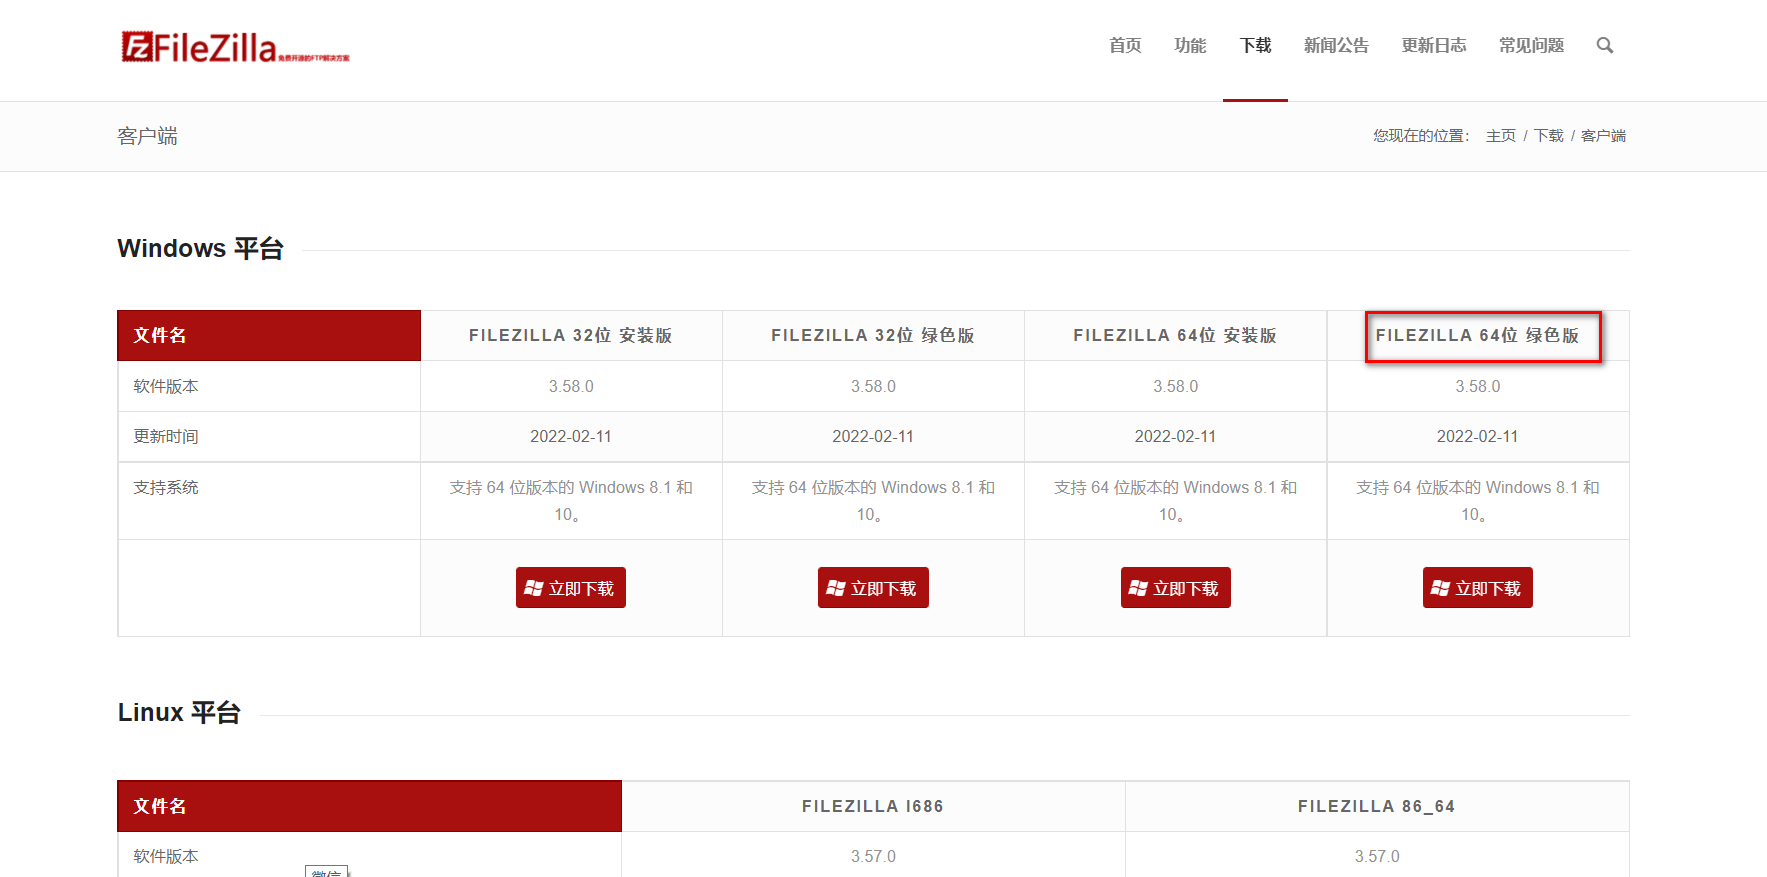 FileZilla 免费开源的FTP解决方案
首页 功能 下载 新闻公告 更新日志 常见问题
客户端
您现在的位置： 主页 / 下载 / 客户端
Windows 平台
文件名 FILEZILLA 32位 安装版 FILEZILLA 32位 绿色版 FILEZILLA 64位 安装版 FILEZILLA 64位 绿色版
软件版本 3.58.0 3.58.0 3.58.0 3.58.0
更新时间 2022-02-11 2022-02-11 2022-02-11 2022-02-11
支持系统 支持 64 位版本的 Windows 8.1 和 10。 支持 64 位版本的 Windows 8.1 和 10。 支持 64 位版本的 Windows 8.1 和 10。 支持 64 位版本的 Windows 8.1 和 10。
立即下载 立即下载 立即下载 立即下载
Linux 平台
文件名 FILEZILLA I686 FILEZILLA 86_64
软件版本 3.57.0 3.57.0
微信